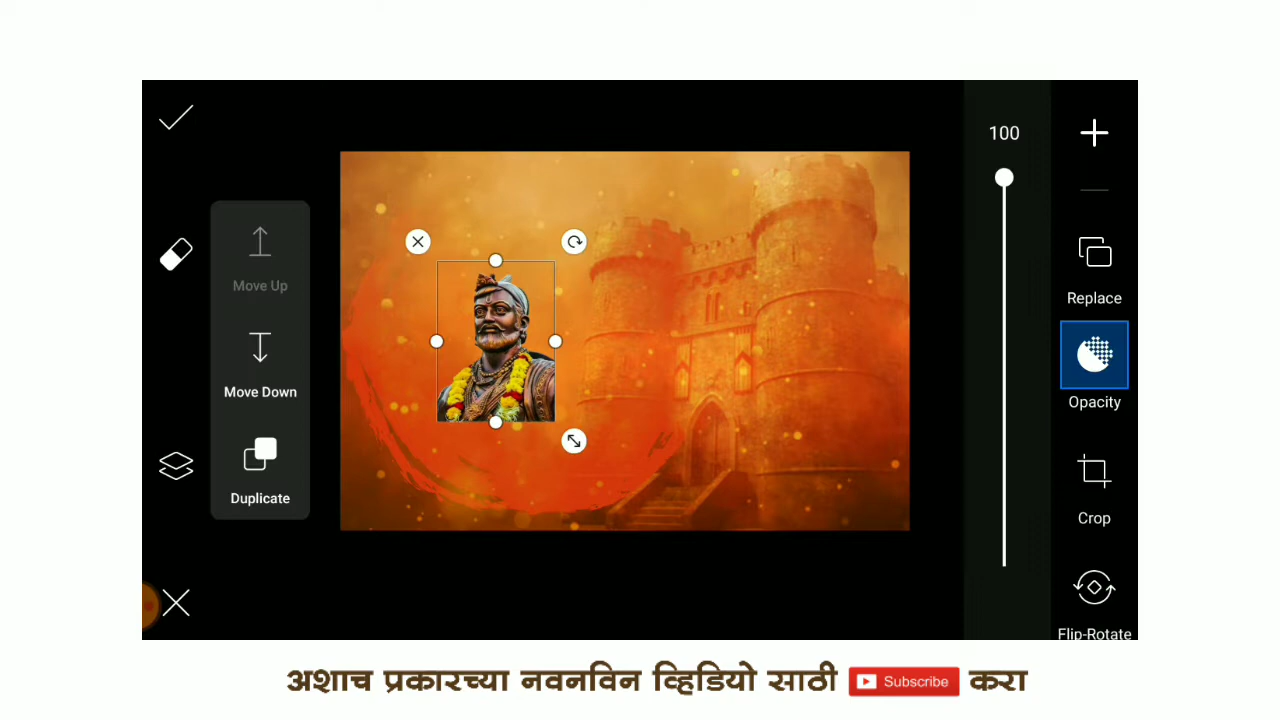 100
Move Up
Move Down
Duplicate
Replace
Opacity
Crop
Flip-Rotate
अशाच प्रकारच्या नवनविन व्हिडियो साठी Subscribe करा